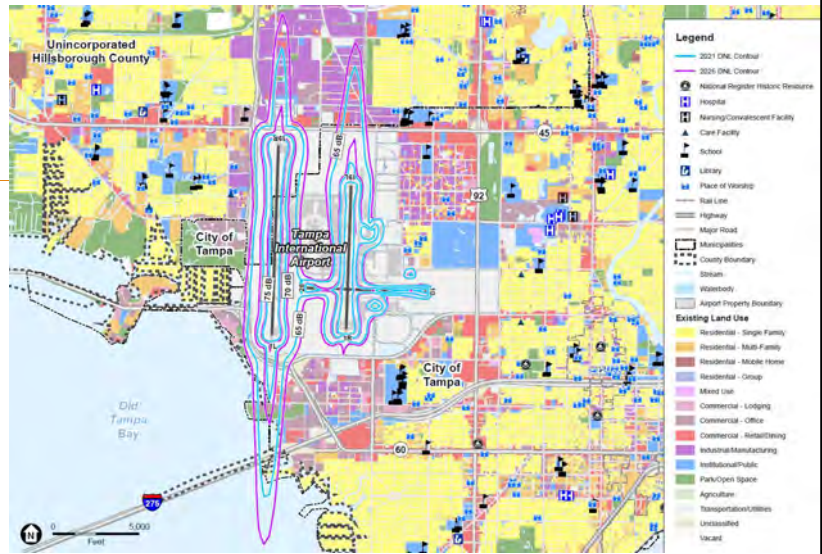 Unincorporated
Hillsborough County
45
65 dB
92
City of
Tampa
Tampa
International
Airport
75 dB
70 dB
65 dB
City of
Tampa
Old
Tampa
Bay
60
275
N
0
5,000
Feet
Legend
2021 DNL Contour
2026 DNL Contour
National Register Historic Resource
Hospital
Nursing/Convalescent Facility
Care Facility
School
Library
Place of Worship
Rail Line
Highway
Major Road
Municipalities
County Boundary
Stream
Waterbody
Airport Property Boundary
Existing Land Use
Residential - Single Family
Residential - Multi-Family
Residential - Mobile Home
Residential - Group
Mixed Use
Commercial - Lodging
Commercial - Office
Commercial - Retail/Dining
Industrial/Manufacturing
Institutional/Public
Park/Open Space
Agriculture
Transportation/Utilities
Unclassified
Vacant